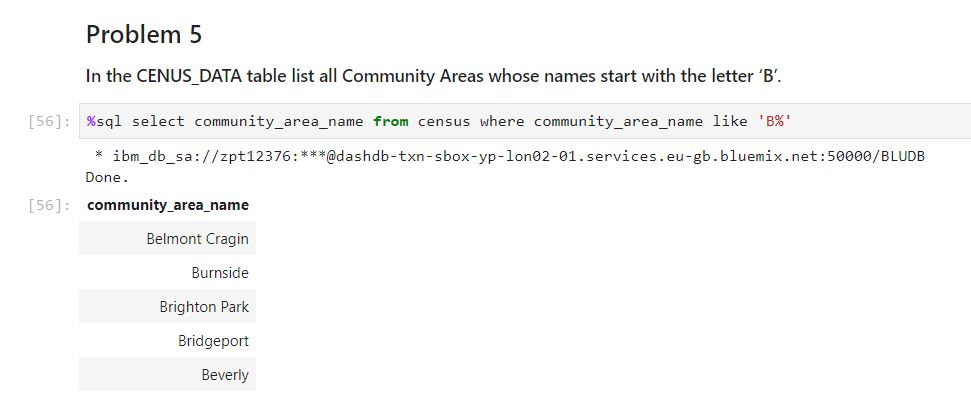 Problem 5
In the CENUS_DATA table list all Community Areas whose names start with the letter ‘B’.
[56]: %sql select community_area_name from census where community_area_name like 'B%'
* ibm_db_sa://zpt12376:***@dashdb-txn-sbox-yp-lon02-01.services.eu-gb.bluemix.net:50000/BLUDB
Done.
[56]: community_area_name
Belmont Cragin
Burnside
Brighton Park
Bridgeport
Beverly